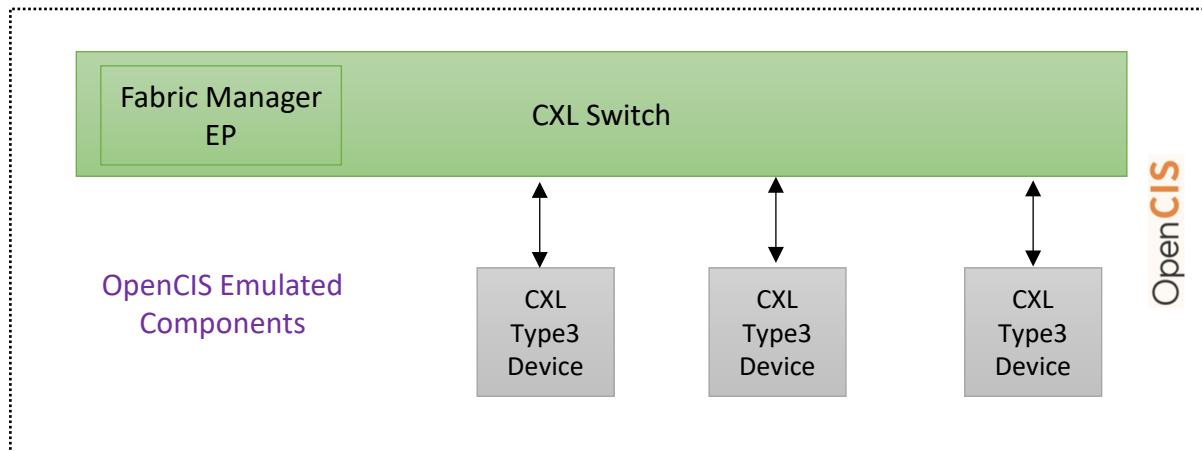 Fabric Manager
EP
CXL Switch
OpenCIS
OpenCIS Emulated
Components
CXL
Type3
Device
CXL
Type3
Device
CXL
Type3
Device